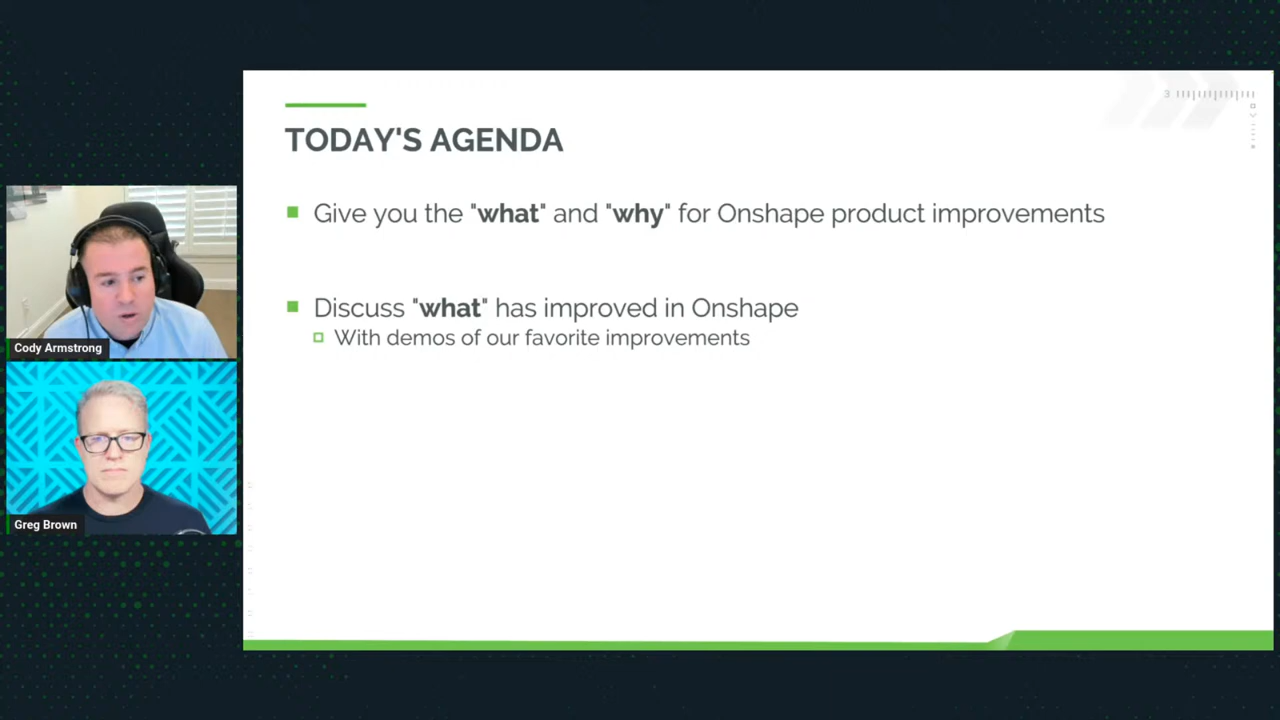 3
TODAY'S AGENDA
Give you the "what" and "why" for Onshape product improvements
Discuss "what" has improved in Onshape
With demos of our favorite improvements
Cody Armstrong
Greg Brown